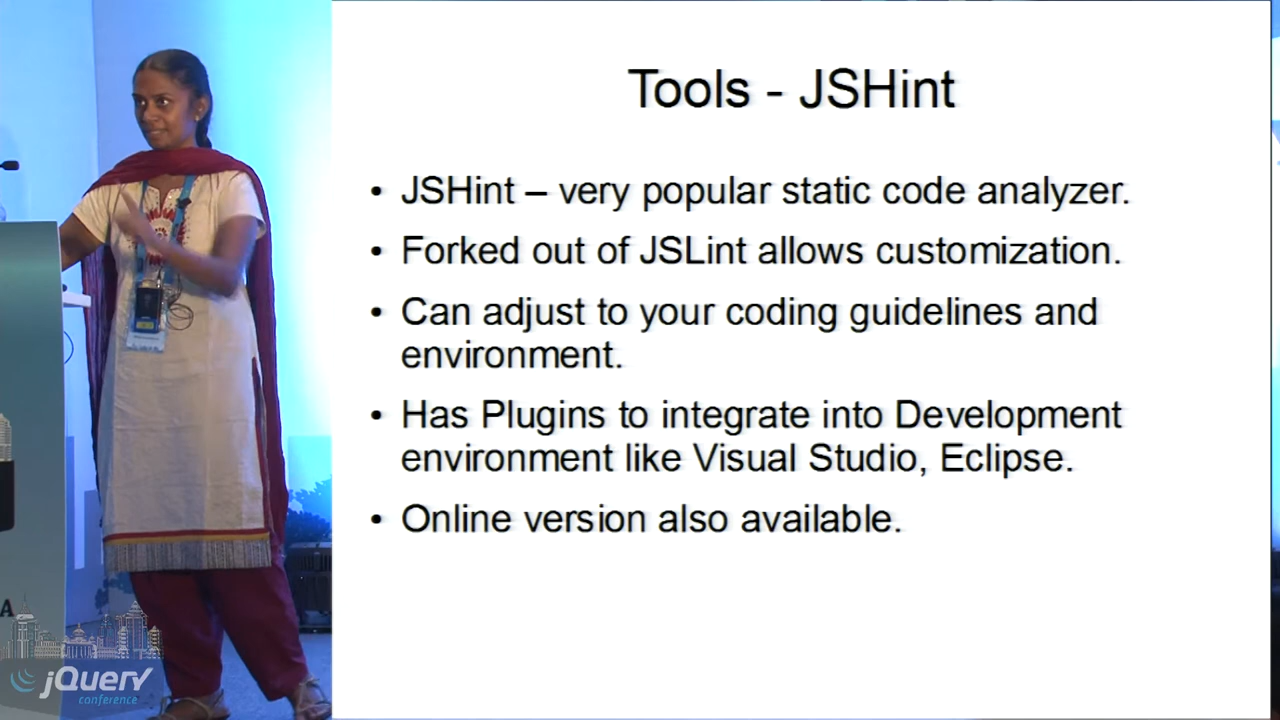 Tools - JSHint
• JSHint – very popular static code analyzer.
• Forked out of JSLint allows customization.
• Can adjust to your coding guidelines and
environment.
• Has Plugins to integrate into Development
environment like Visual Studio, Eclipse.
• Online version also available.
A
jQuery
conference